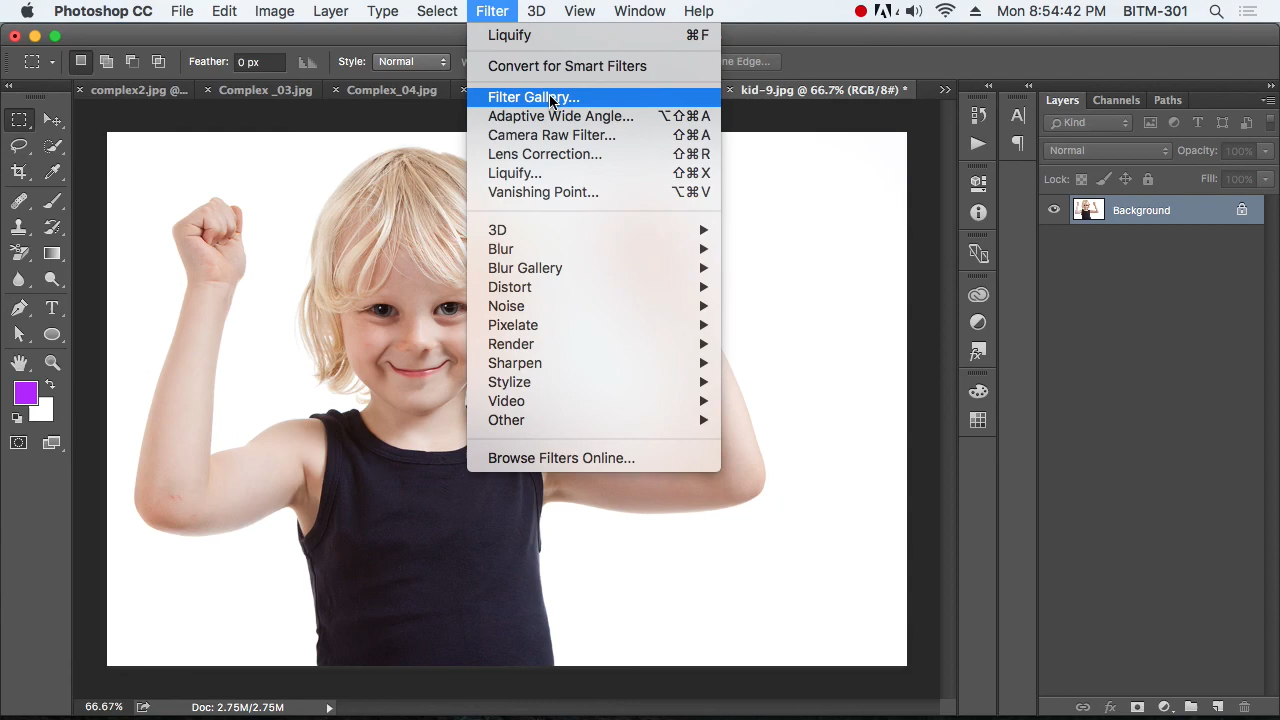 Photoshop CC File Edit Image Layer Type Select Filter 3D View Window Help Mon 8:54:42 PM BITM-301
Feather: 0 px Style: Normal ne Edge...
complex2.jpg @... Complex _03.jpg Complex_04.jpg kid-9.jpg @ 66.7% (RGB/8#) *
Liquify ⌘F
Convert for Smart Filters
Filter Gallery...
Adaptive Wide Angle... ⌥⇧⌘A
Camera Raw Filter... ⇧⌘A
Lens Correction... ⇧⌘R
Liquify... ⇧⌘X
Vanishing Point... ⌥⌘V
3D
Blur
Blur Gallery
Distort
Noise
Pixelate
Render
Sharpen
Stylize
Video
Other
Browse Filters Online...
Layers Channels Paths
Kind
Normal Opacity: 100%
Lock: Fill: 100%
Background
66.67% Doc: 2.75M/2.75M